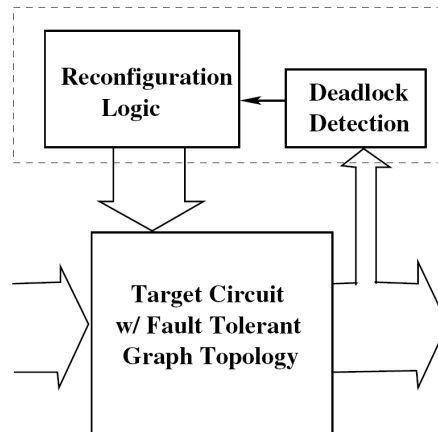 Reconfiguration
Logic
Deadlock
Detection
Target Circuit
w/ Fault Tolerant
Graph Topology